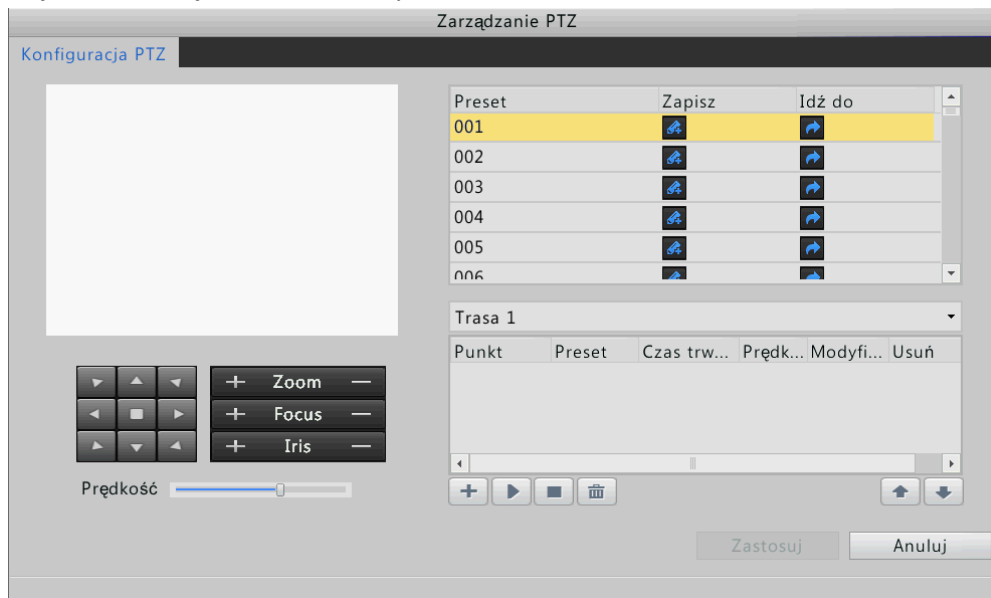 Zarządzanie PTZ
Konfiguracja PTZ
Preset Zapisz Idź do
001
002
003
004
005
006
Trasa 1
Punkt Preset Czas trw... Prędk... Modyfi... Usuń
+ Zoom —
+ Focus —
+ Iris —
Prędkość
Zastosuj Anuluj